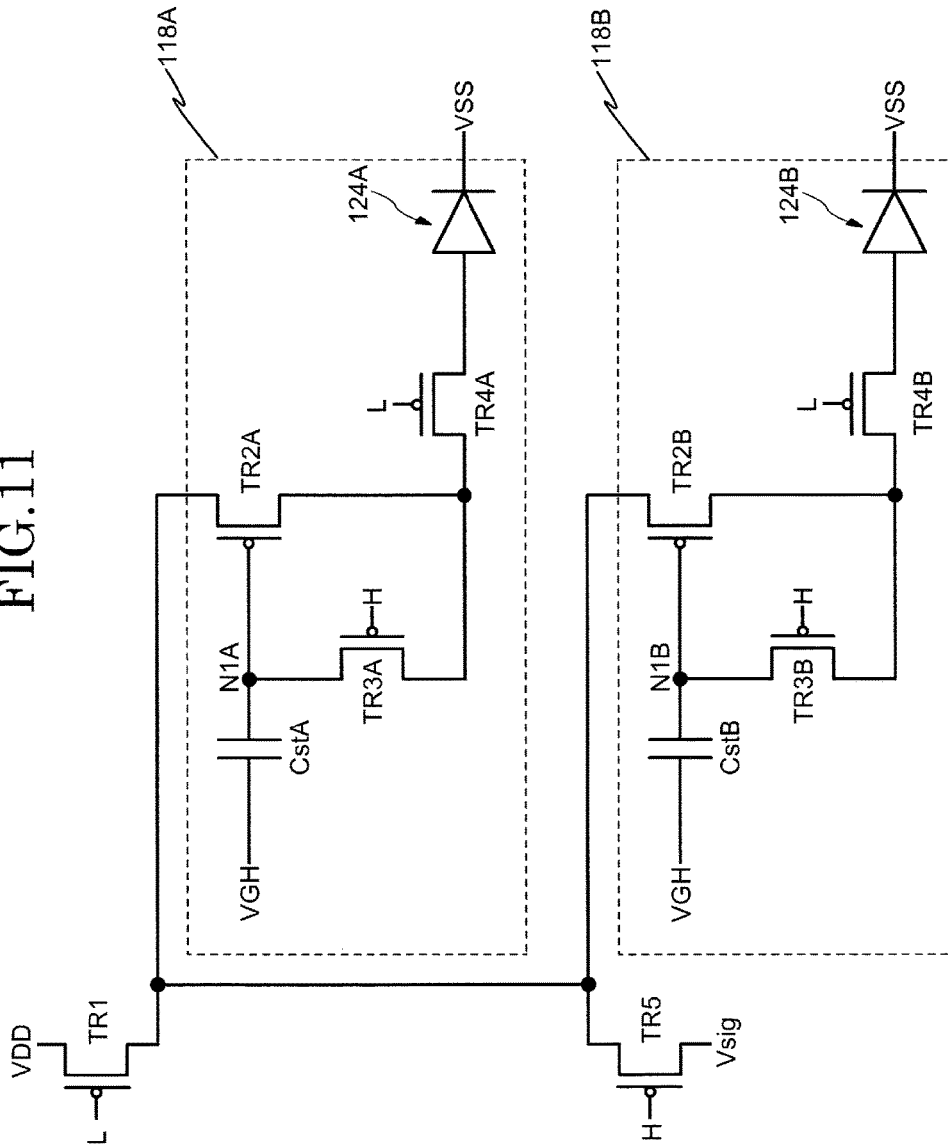 FIG.11
VDD
TR1
L
118A
VGH
CstA
N1A
TR2A
TR3A
H
L
TR4A
124A
VSS
118B
VGH
CstB
N1B
TR2B
TR3B
H
L
TR4B
124B
VSS
H
TR5
Vsig